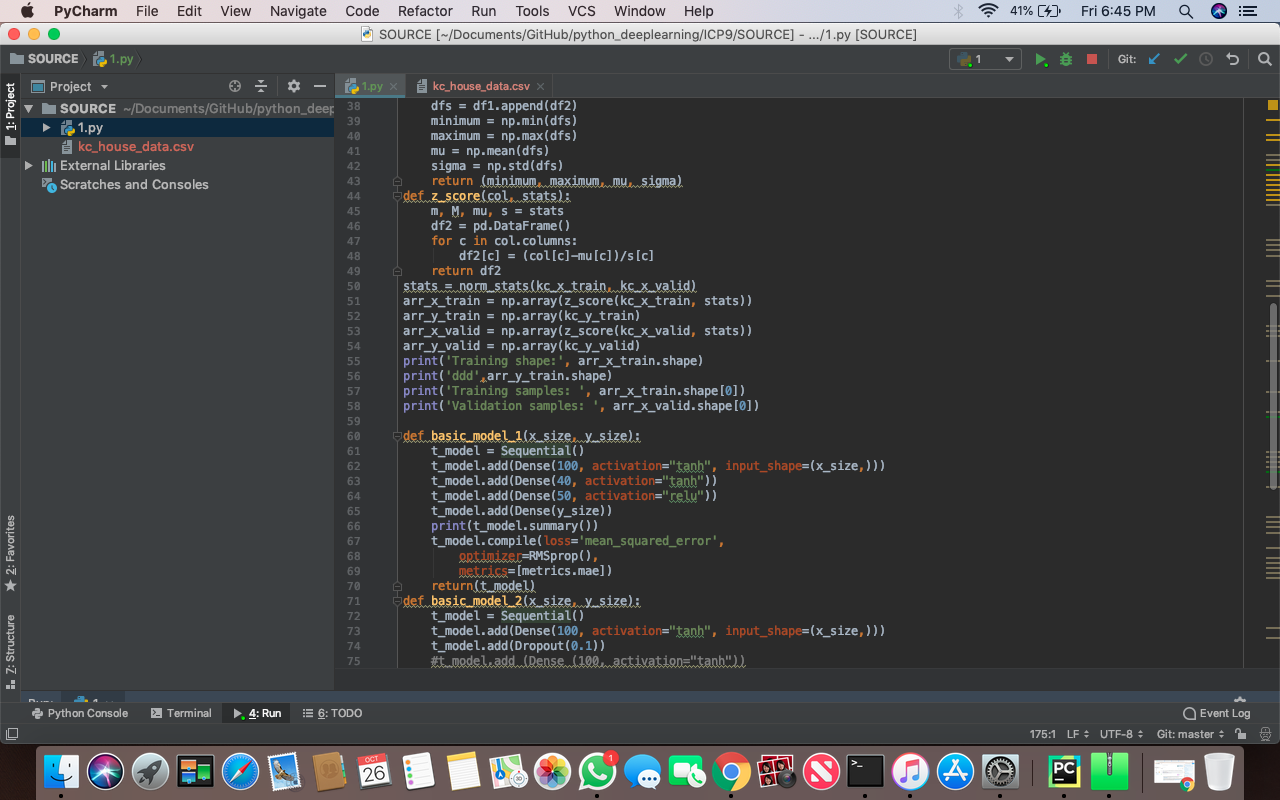 PyCharm File Edit View Navigate Code Refactor Run Tools VCS Window Help 41% Fri 6:45 PM
SOURCE [~/Documents/GitHub/python_deeplearning/ICP9/SOURCE] - .../1.py [SOURCE]
SOURCE 1.py 1 Git:
1: Project
Project
SOURCE ~/Documents/GitHub/python_deep
1.py
kc_house_data.csv
External Libraries
Scratches and Consoles
2: Favorites
Z: Structure
1.py kc_house_data.csv
38 dfs = df1.append(df2)
39 minimum = np.min(dfs)
40 maximum = np.max(dfs)
41 mu = np.mean(dfs)
42 sigma = np.std(dfs)
43 return (minimum, maximum, mu, sigma)
44 def z_score(col, stats):
45 m, M, mu, s = stats
46 df2 = pd.DataFrame()
47 for c in col.columns:
48 df2[c] = (col[c]-mu[c])/s[c]
49 return df2
50 stats = norm_stats(kc_x_train, kc_x_valid)
51 arr_x_train = np.array(z_score(kc_x_train, stats))
52 arr_y_train = np.array(kc_y_train)
53 arr_x_valid = np.array(z_score(kc_x_valid, stats))
54 arr_y_valid = np.array(kc_y_valid)
55 print('Training shape:', arr_x_train.shape)
56 print('ddd',arr_y_train.shape)
57 print('Training samples: ', arr_x_train.shape[0])
58 print('Validation samples: ', arr_x_valid.shape[0])
59
60 def basic_model_1(x_size, y_size):
61 t_model = Sequential()
62 t_model.add(Dense(100, activation="tanh", input_shape=(x_size,)))
63 t_model.add(Dense(40, activation="tanh"))
64 t_model.add(Dense(50, activation="relu"))
65 t_model.add(Dense(y_size))
66 print(t_model.summary())
67 t_model.compile(loss='mean_squared_error',
68 optimizer=RMSprop(),
69 metrics=[metrics.mae])
70 return(t_model)
71 def basic_model_2(x_size, y_size):
72 t_model = Sequential()
73 t_model.add(Dense(100, activation="tanh", input_shape=(x_size,)))
74 t_model.add(Dropout(0.1))
75 #t_model.add (Dense (100, activation="tanh"))
Python Console Terminal 4: Run 6: TODO Event Log
175:1 LF UTF-8 Git: master
OCT
26
1
PC